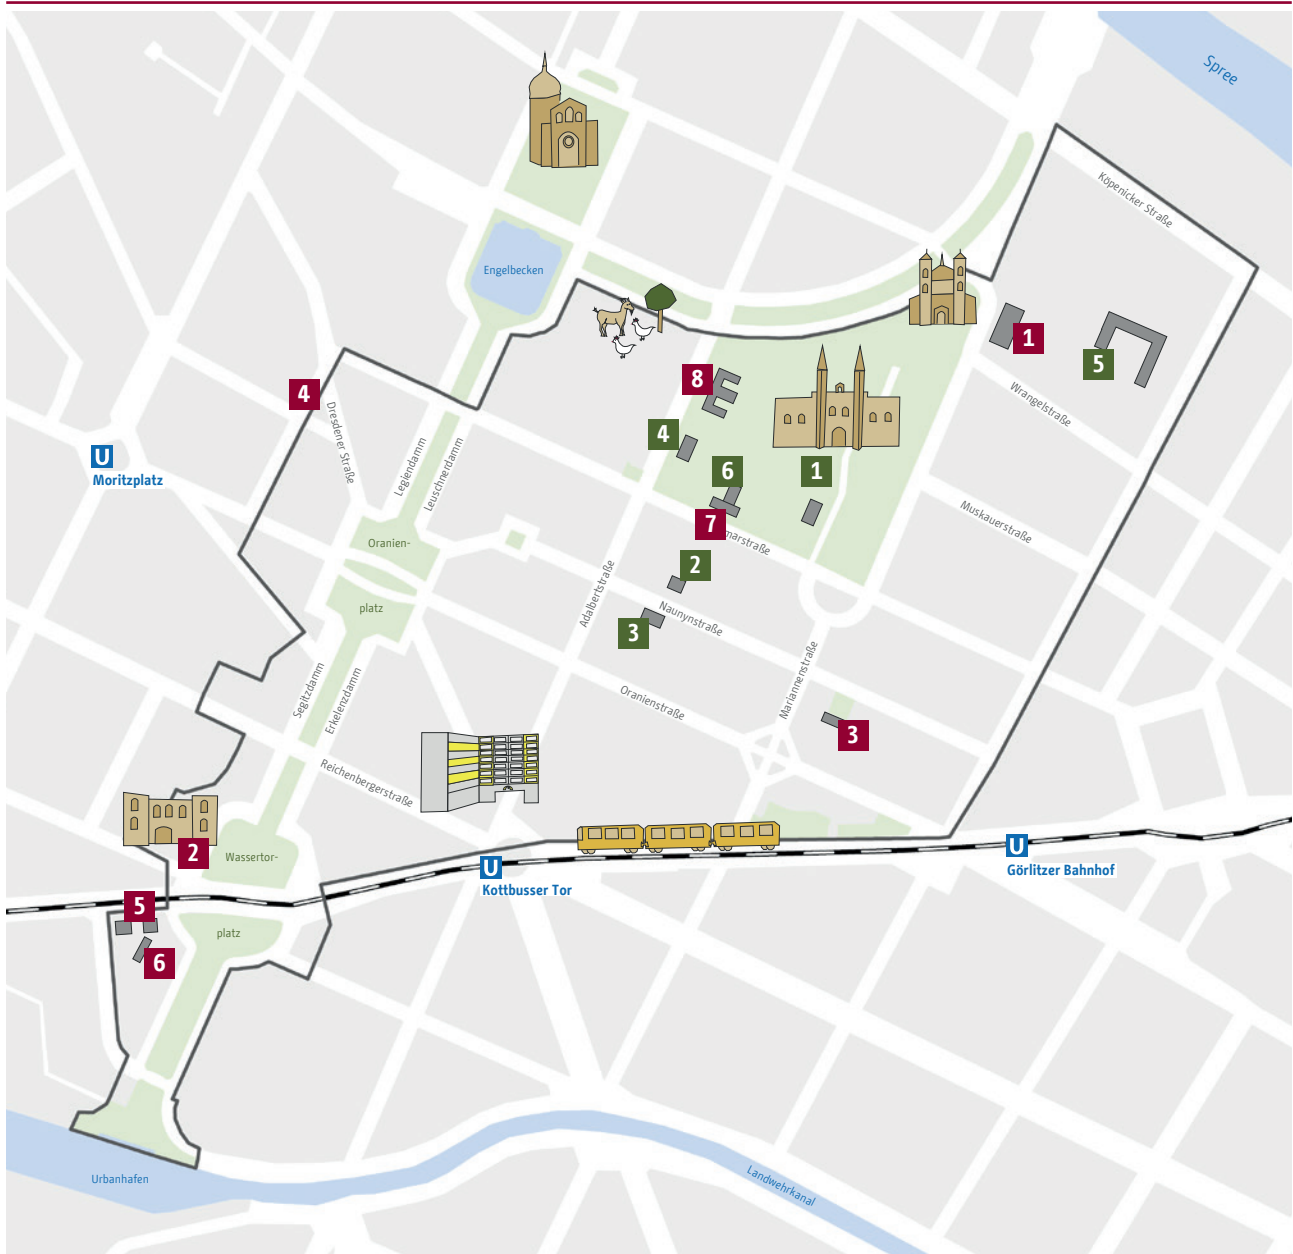 Spree
Köpenicker Straße
Engelbecken
1
5
Wrangelstraße
8
4
Dresdener Straße
4
U
Moritzplatz
Legiendamm
Leuschnerdamm
6
1
7
marstraße
Muskauerstraße
Oranien-
platz
2
Adalbertstraße
Naunynstraße
3
Segitzdamm
Erkelenzdamm
Oranienstraße
Mariannenstraße
3
Reichenbergerstraße
2
Wassertor-
platz
U
Kottbusser Tor
U
Görlitzer Bahnhof
5
6
Urbanhafen
Landwehrkanal